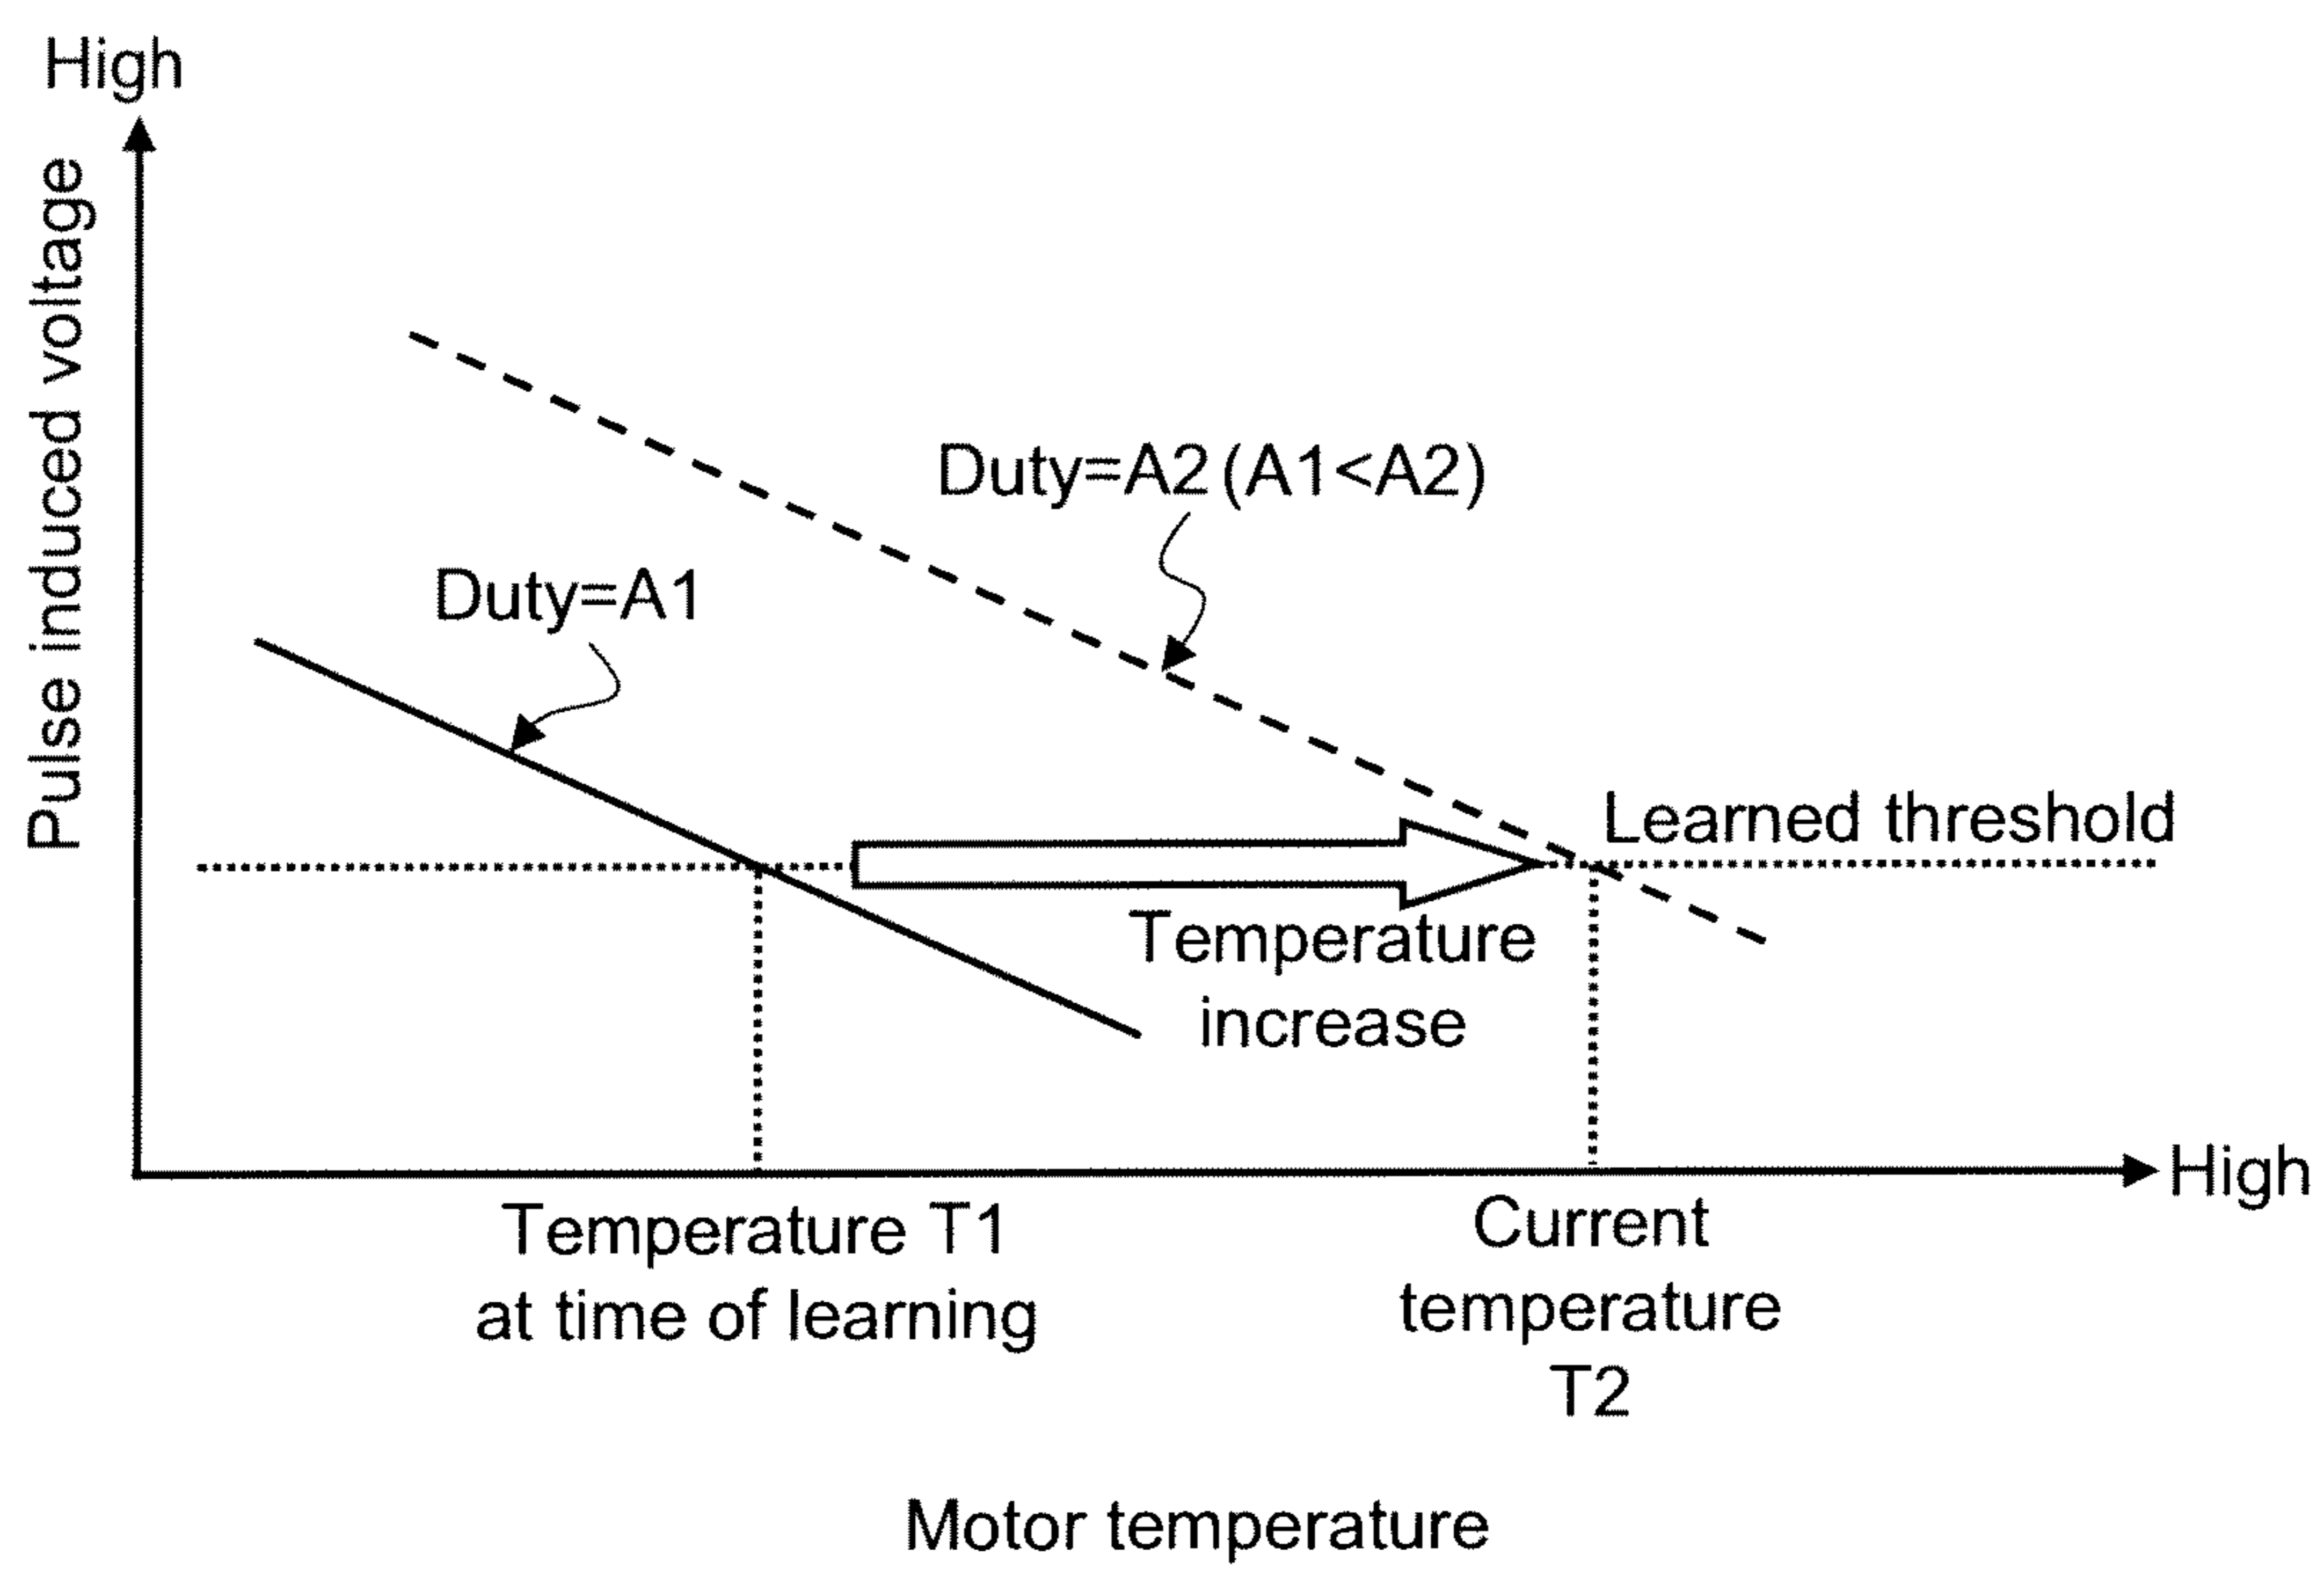 High
Pulse induced voltage
Duty=A2 (A1<A2)
Duty=A1
Learned threshold
Temperature
increase
High
Temperature T1
at time of learning
Current
temperature
T2
Motor temperature